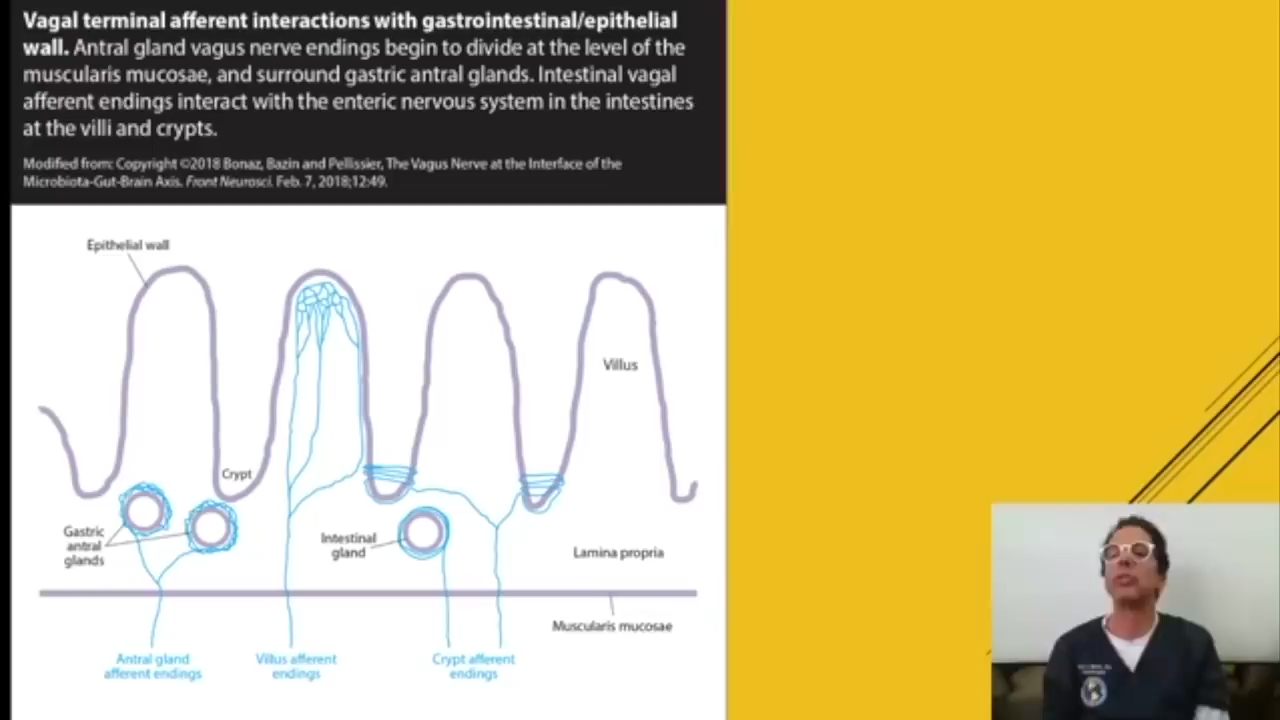 Vagal terminal afferent interactions with gastrointestinal/epithelial
wall. Antral gland vagus nerve endings begin to divide at the level of the
muscularis mucosae, and surround gastric antral glands. Intestinal vagal
afferent endings interact with the enteric nervous system in the intestines
at the villi and crypts.
Modified from: Copyright ©2018 Bonaz, Bazin and Pellissier, The Vagus Nerve at the Interface of the
Microbiota-Gut-Brain Axis. Front Neurosci. Feb. 7, 2018;12:49.
Epithelial wall
Villus
Crypt
Gastric
antral
glands
Intestinal
gland
Lamina propria
Muscularis mucosae
Antral gland
afferent endings
Villus afferent
endings
Crypt afferent
endings